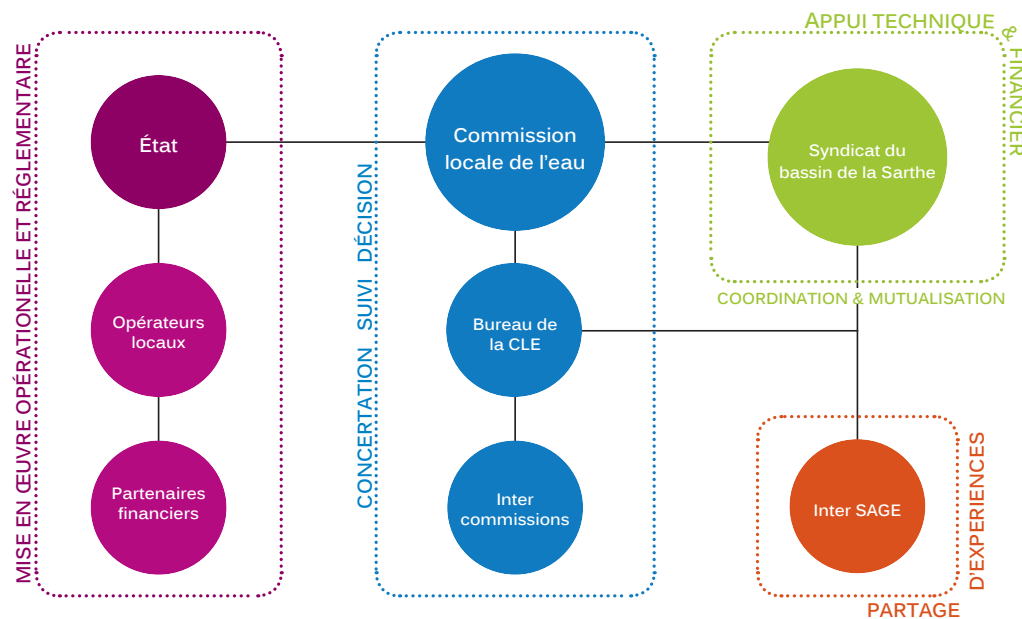 MISE EN ŒUVRE OPÉRATIONELLE ET RÉGLEMENTAIRE
État
Opérateurs
locaux
Partenaires
financiers
CONCERTATION SUIVI DÉCISION
Commission
locale de l'eau
Bureau de
la CLE
Inter
commissions
APPUI TECHNIQUE & FINANCIER
Syndicat du
bassin de la Sarthe
COORDINATION & MUTUALISATION
Inter SAGE
PARTAGE
D'EXPERIENCES